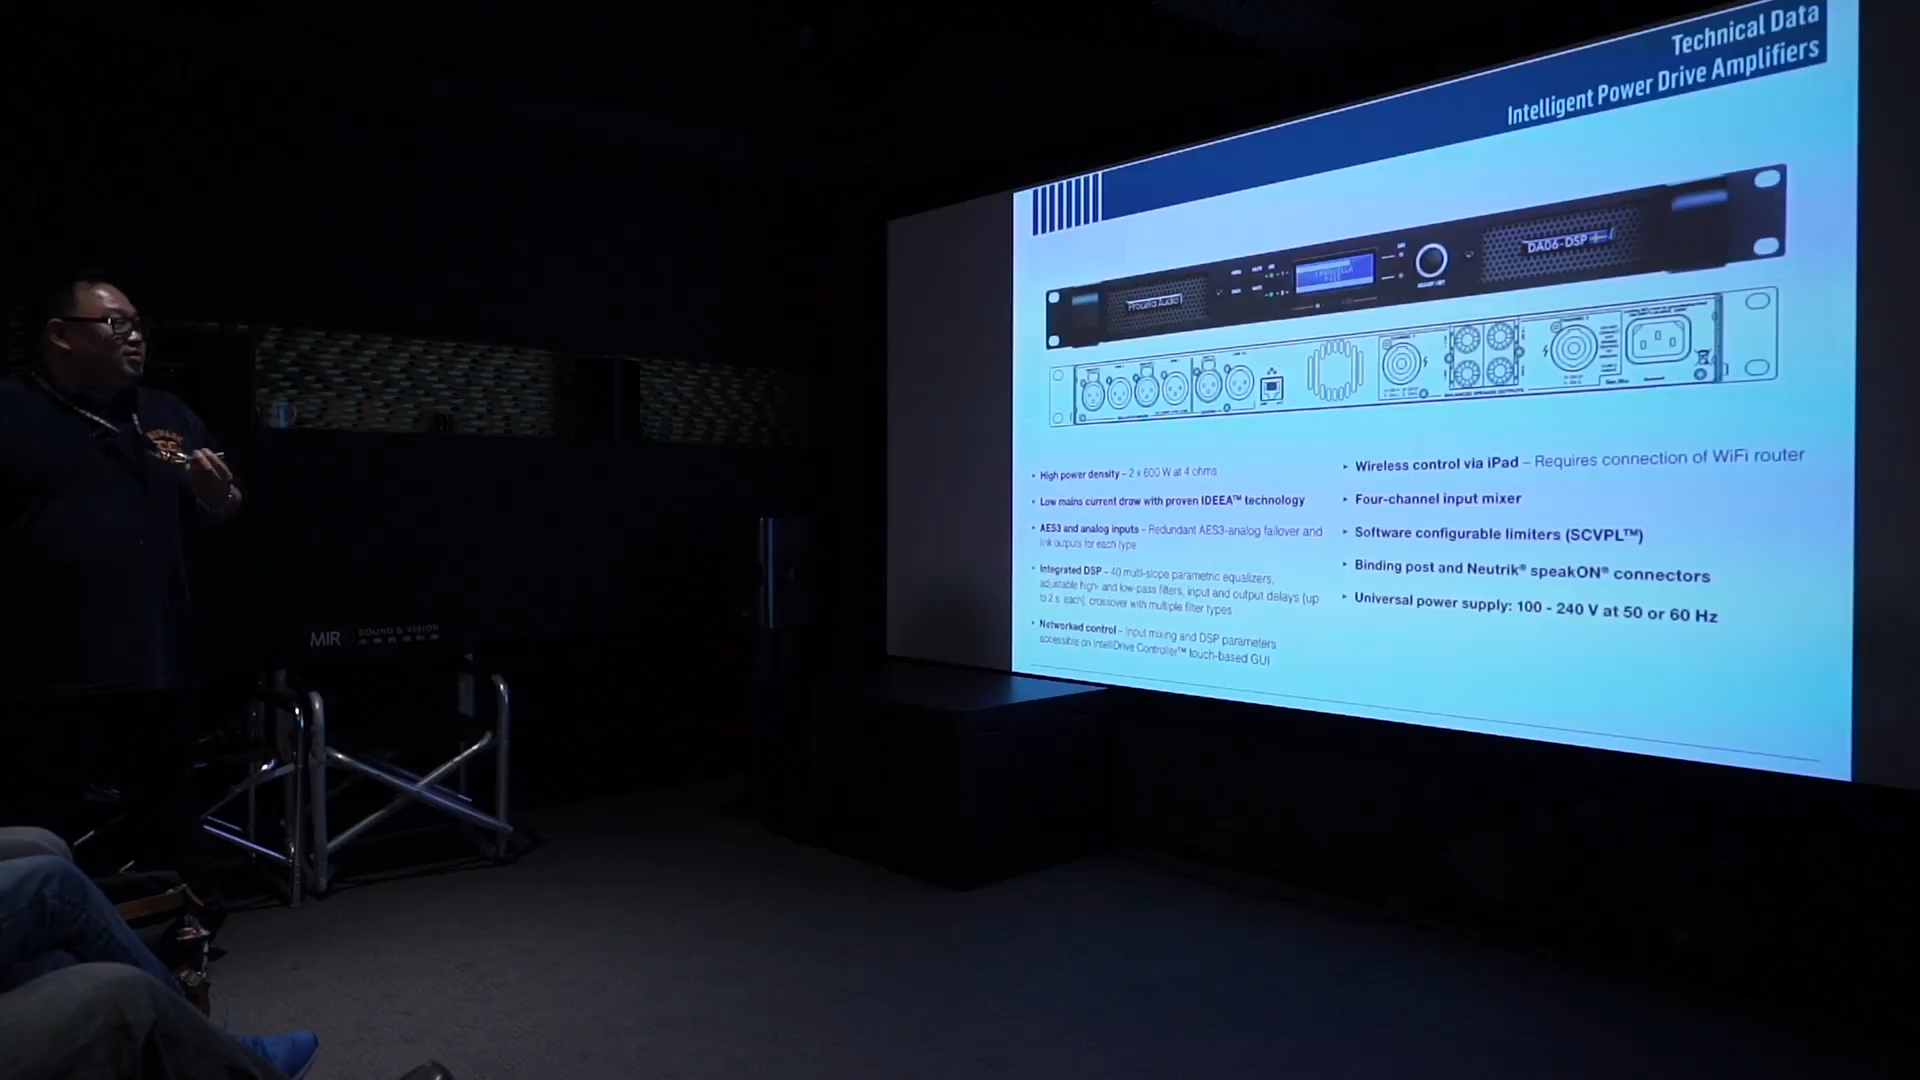 Technical Data
Intelligent Power Drive Amplifiers
Procella Audio
DA06-DSP
High power density – 2 x 600 W at 4 ohms
Low mains current draw with proven IDEEA™ technology
AES3 and analog inputs – Redundant AES3-analog failover and
link outputs for each type
Integrated DSP – 40 multi-slope parametric equalizers,
adjustable high- and low-pass filters, input and output delays (up
to 2 s. each), crossover with multiple filter types
Networked control – Input mixing and DSP parameters
accessible on IntelliDrive Controller™ touch-based GUI
Wireless control via iPad – Requires connection of WiFi router
Four-channel input mixer
Software configurable limiters (SCVPL™)
Binding post and Neutrik® speakON® connectors
Universal power supply: 100 - 240 V at 50 or 60 Hz
MIR
SOUND & VISION